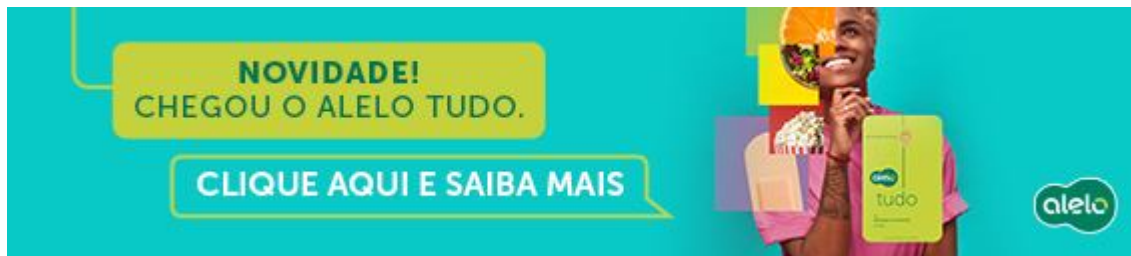 NOVIDADE!
CHEGOU O ALELO TUDO.
CLIQUE AQUI E SAIBA MAIS
alelo
tudo
alelo